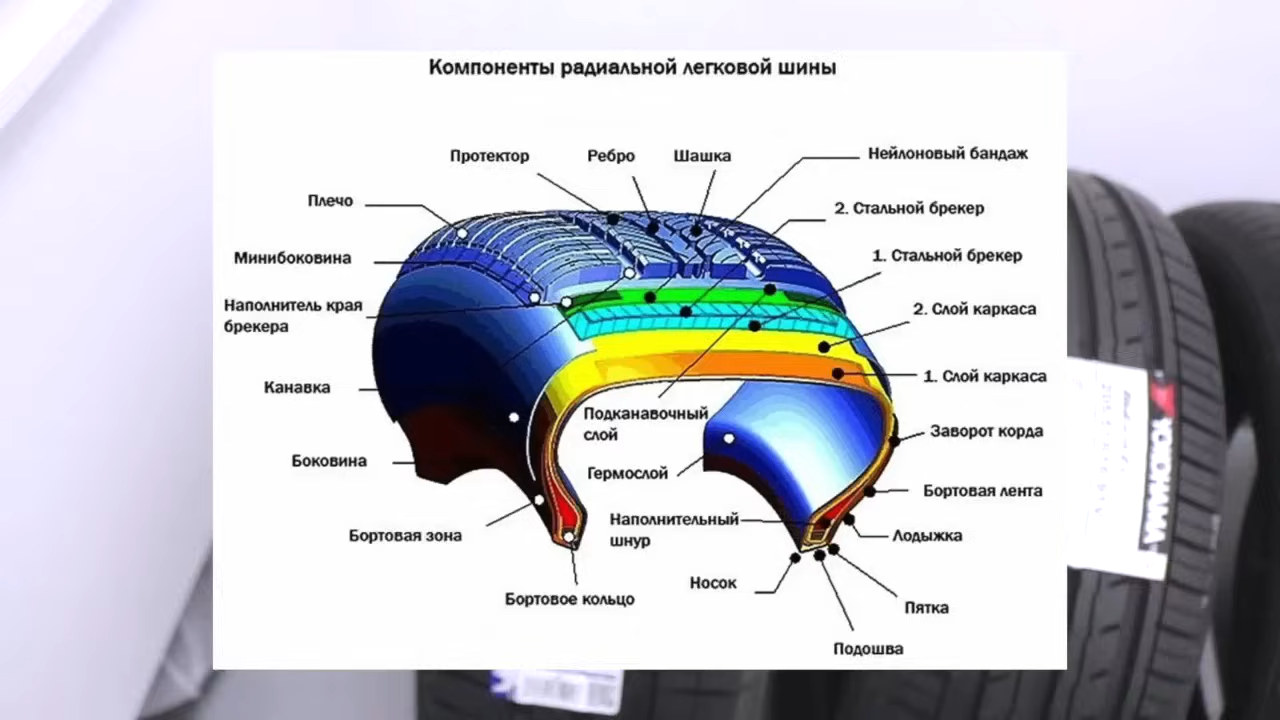 Компоненты радиальной легковой шины
Протектор
Ребро
Шашка
Нейлоновый бандаж
Плечо
2. Стальной брекер
Минибоковина
1. Стальной брекер
Наполнитель края
брекера
2. Слой каркаса
Канавка
1. Слой каркаса
Подканавочный
слой
Заворот корда
Боковина
Гермослой
Бортовая лента
Наполнительный
шнур
Бортовая зона
Лодыжка
Носок
Бортовое кольцо
Пятка
Подошва
YOKOHAMA